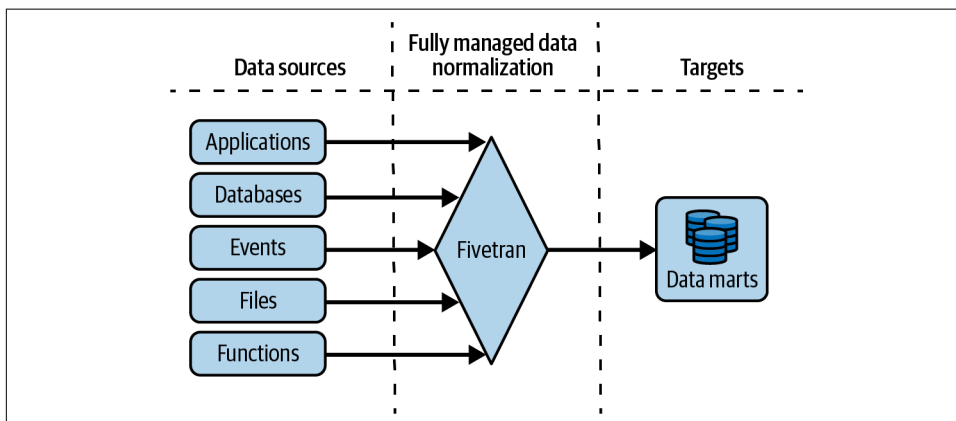 Data sources
Fully managed data
normalization
Targets
Applications
Databases
Events
Files
Functions
Fivetran
Data marts